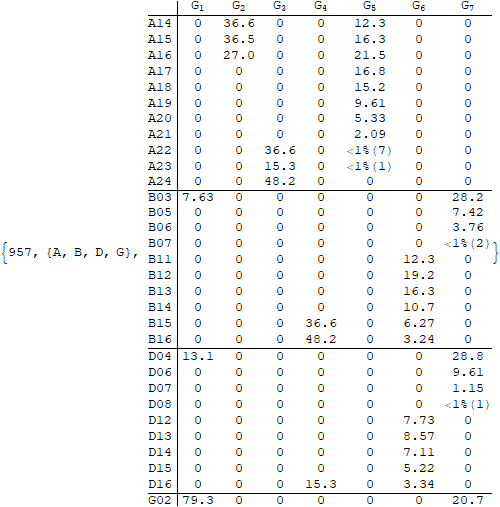 G1 G2 G3 G4 G5 G6 G7
A14 0 36.6 0 0 12.3 0 0
A15 0 36.5 0 0 16.3 0 0
A16 0 27.0 0 0 21.5 0 0
A17 0 0 0 0 16.8 0 0
A18 0 0 0 0 15.2 0 0
A19 0 0 0 0 9.61 0 0
A20 0 0 0 0 5.33 0 0
A21 0 0 0 0 2.09 0 0
A22 0 0 36.6 0 <1%(7) 0 0
A23 0 0 15.3 0 <1%(1) 0 0
A24 0 0 48.2 0 0 0 0
B03 7.63 0 0 0 0 0 28.2
B05 0 0 0 0 0 0 7.42
B06 0 0 0 0 0 0 3.76
B07 0 0 0 0 0 0 <1%(2)
{957, {A, B, D, G}, }
B11 0 0 0 0 0 12.3 0
B12 0 0 0 0 0 19.2 0
B13 0 0 0 0 0 16.3 0
B14 0 0 0 0 0 10.7 0
B15 0 0 0 36.6 0 6.27 0
B16 0 0 0 48.2 0 3.24 0
D04 13.1 0 0 0 0 0 28.8
D06 0 0 0 0 0 0 9.61
D07 0 0 0 0 0 0 1.15
D08 0 0 0 0 0 0 <1%(1)
D12 0 0 0 0 0 7.73 0
D13 0 0 0 0 0 8.57 0
D14 0 0 0 0 0 7.11 0
D15 0 0 0 0 0 5.22 0
D16 0 0 0 15.3 0 3.34 0
G02 79.3 0 0 0 0 0 20.7